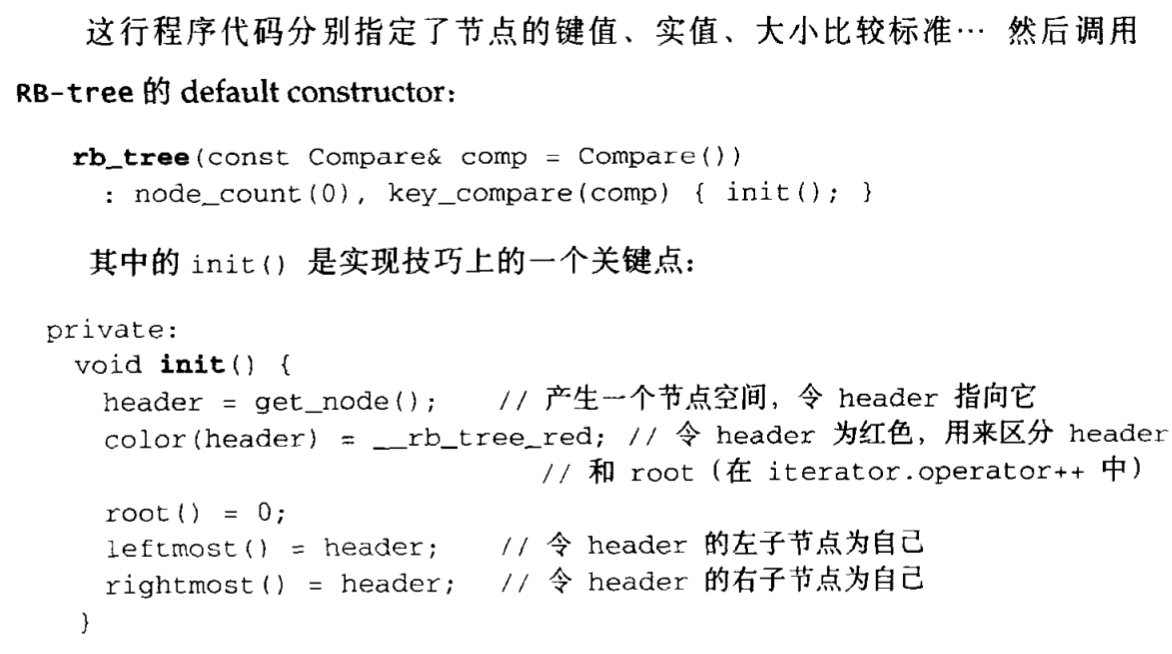 这行程序代码分别指定了节点的键值、实值、大小比较标准… 然后调用
RB-tree 的 default constructor:
rb_tree(const Compare& comp = Compare())
: node_count(0), key_compare(comp) { init(); }
其中的 init() 是实现技巧上的一个关键点:
private:
void init() {
header = get_node(); // 产生一个节点空间，令 header 指向它
color(header) = __rb_tree_red; // 令 header 为红色，用来区分 header
// 和 root (在 iterator.operator++ 中)
root() = 0;
leftmost() = header; // 令 header 的左子节点为自己
rightmost() = header; // 令 header 的右子节点为自己
}